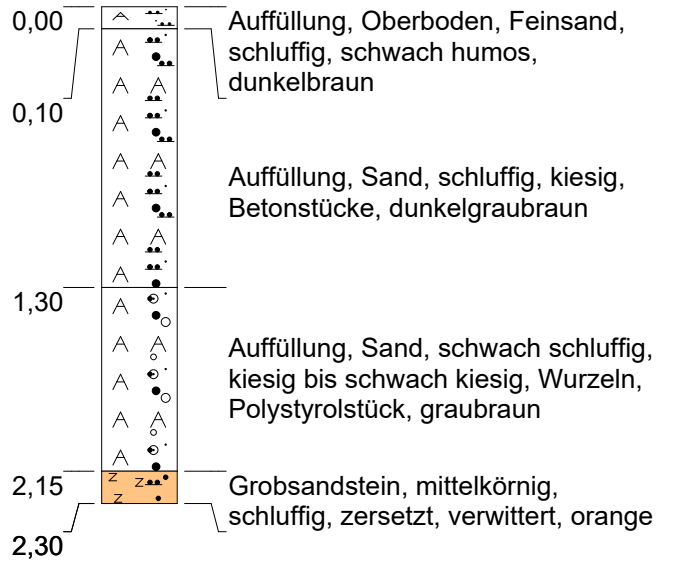 0,00
Auffüllung, Oberboden, Feinsand,
schluffig, schwach humos,
dunkelbraun
0,10
Auffüllung, Sand, schluffig, kiesig,
Betonstücke, dunkelgraubraun
1,30
Auffüllung, Sand, schwach schluffig,
kiesig bis schwach kiesig, Wurzeln,
Polystyrolstück, graubraun
2,15
Grobsandstein, mittelkörnig,
schluffig, zersetzt, verwittert, orange
2,30